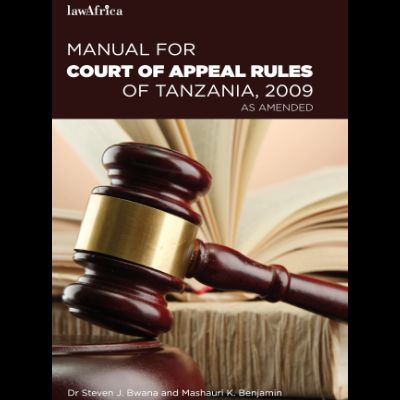 lawAfrica
MANUAL FOR
COURT OF APPEAL RULES
OF TANZANIA, 2009
AS AMENDED
Dr Steven J. Bwana and Mashauri K. Benjamin